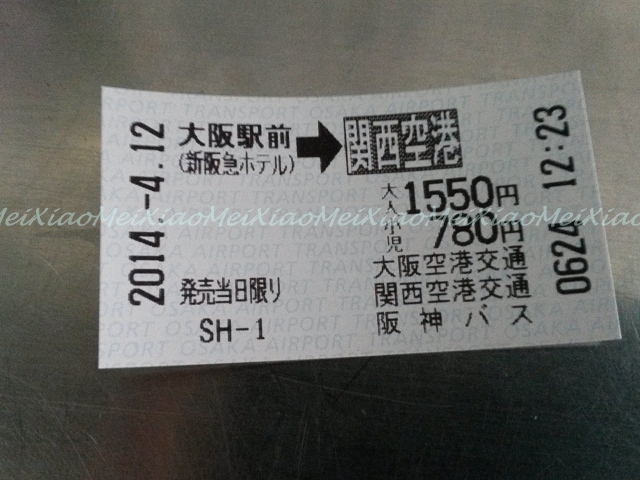 2014.-4.12
大阪駅前
(新阪急ホテル)
➡
関西空港
大人 1550円
小児 780円
発売当日限り
SH-1
大阪空港交通
関西空港交通
阪神バス
0624 12:23
MeiXiaoMeiXiaoMeiXiaoMeiXiaoMeiXiaoMeiXiaoMeiXiao
OSAKA AIRPORT TRANSPORT